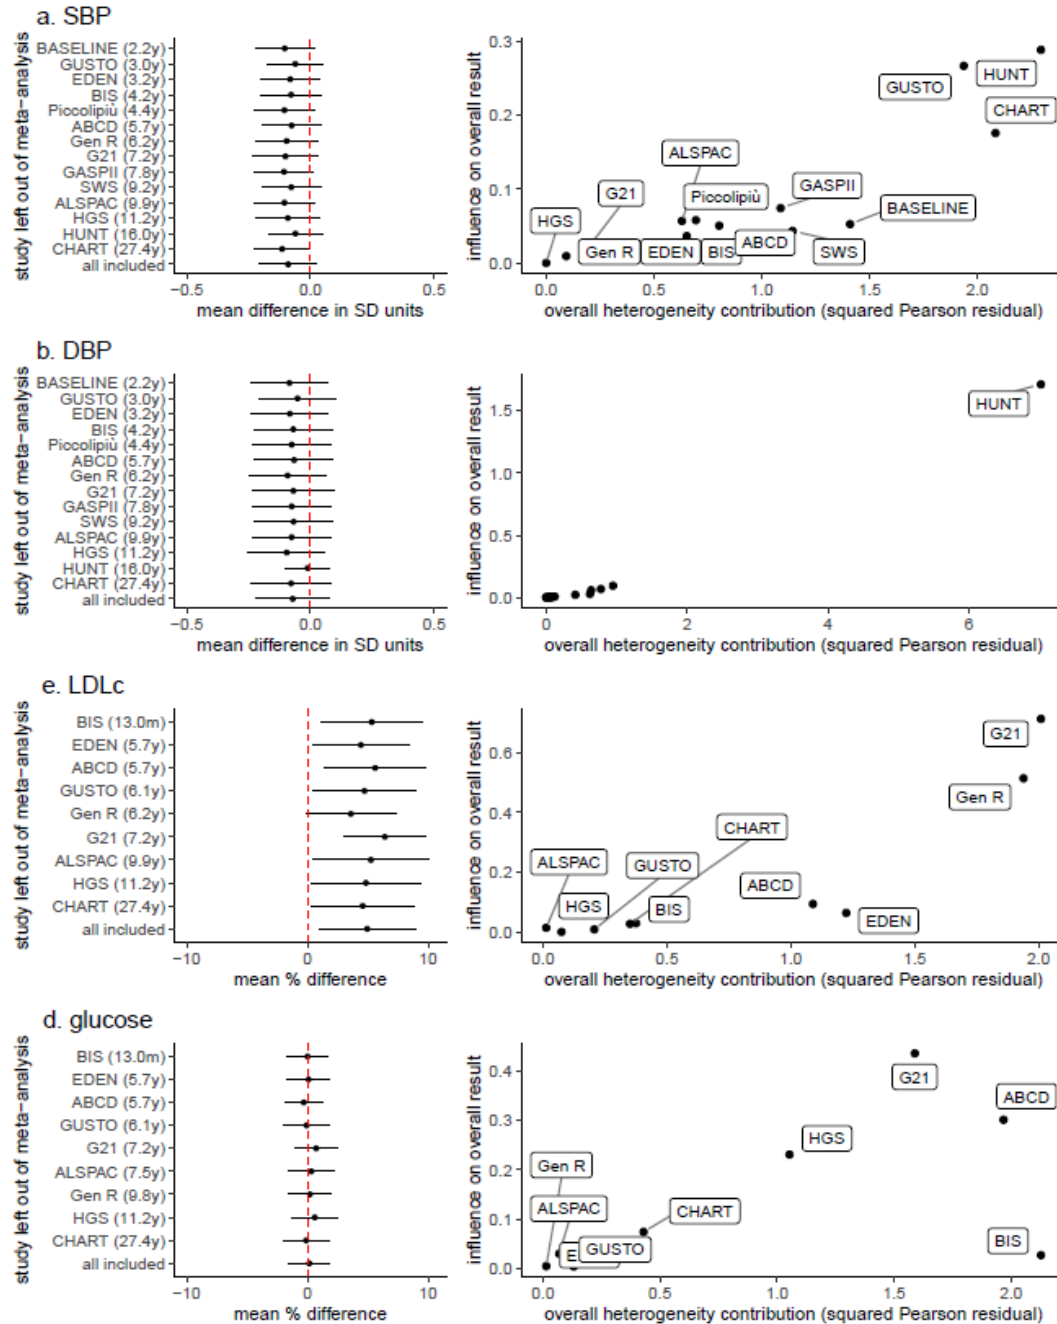 a. SBP
study left out of meta−analysis
BASELINE (2.2y)
GUSTO (3.0y)
EDEN (3.2y)
BIS (4.2y)
Piccolipiù (4.4y)
ABCD (5.7y)
Gen R (6.2y)
G21 (7.2y)
GASPII (7.8y)
SWS (9.2y)
ALSPAC (9.9y)
HGS (11.2y)
HUNT (16.0y)
CHART (27.4y)
all included
−0.5 0.0 0.5
mean difference in SD units
influence on overall result
0.3
0.2
0.1
0.0
HUNT
GUSTO
CHART
ALSPAC
GASPII
G21
Piccolipiù
BASELINE
HGS
Gen R
EDEN
BIS
ABCD
SWS
0.0 0.5 1.0 1.5 2.0
overall heterogeneity contribution (squared Pearson residual)
b. DBP
study left out of meta−analysis
BASELINE (2.2y)
GUSTO (3.0y)
EDEN (3.2y)
BIS (4.2y)
Piccolipiù (4.4y)
ABCD (5.7y)
Gen R (6.2y)
G21 (7.2y)
GASPII (7.8y)
SWS (9.2y)
ALSPAC (9.9y)
HGS (11.2y)
HUNT (16.0y)
CHART (27.4y)
all included
−0.5 0.0 0.5
mean difference in SD units
influence on overall result
1.5
1.0
0.5
0.0
HUNT
0 2 4 6
overall heterogeneity contribution (squared Pearson residual)
e. LDLc
study left out of meta−analysis
BIS (13.0m)
EDEN (5.7y)
ABCD (5.7y)
GUSTO (6.1y)
Gen R (6.2y)
G21 (7.2y)
ALSPAC (9.9y)
HGS (11.2y)
CHART (27.4y)
all included
−10 0 10
mean % difference
influence on overall result
0.6
0.4
0.2
0.0
G21
Gen R
CHART
ALSPAC
GUSTO
ABCD
HGS
BIS
EDEN
0.0 0.5 1.0 1.5 2.0
overall heterogeneity contribution (squared Pearson residual)
d. glucose
study left out of meta−analysis
BIS (13.0m)
EDEN (5.7y)
ABCD (5.7y)
GUSTO (6.1y)
G21 (7.2y)
ALSPAC (7.5y)
Gen R (9.8y)
HGS (11.2y)
CHART (27.4y)
all included
−10 0 10
mean % difference
influence on overall result
0.4
0.3
0.2
0.1
0.0
G21
ABCD
HGS
Gen R
ALSPAC
CHART
GUSTO
BIS
0.0 0.5 1.0 1.5 2.0
overall heterogeneity contribution (squared Pearson residual)